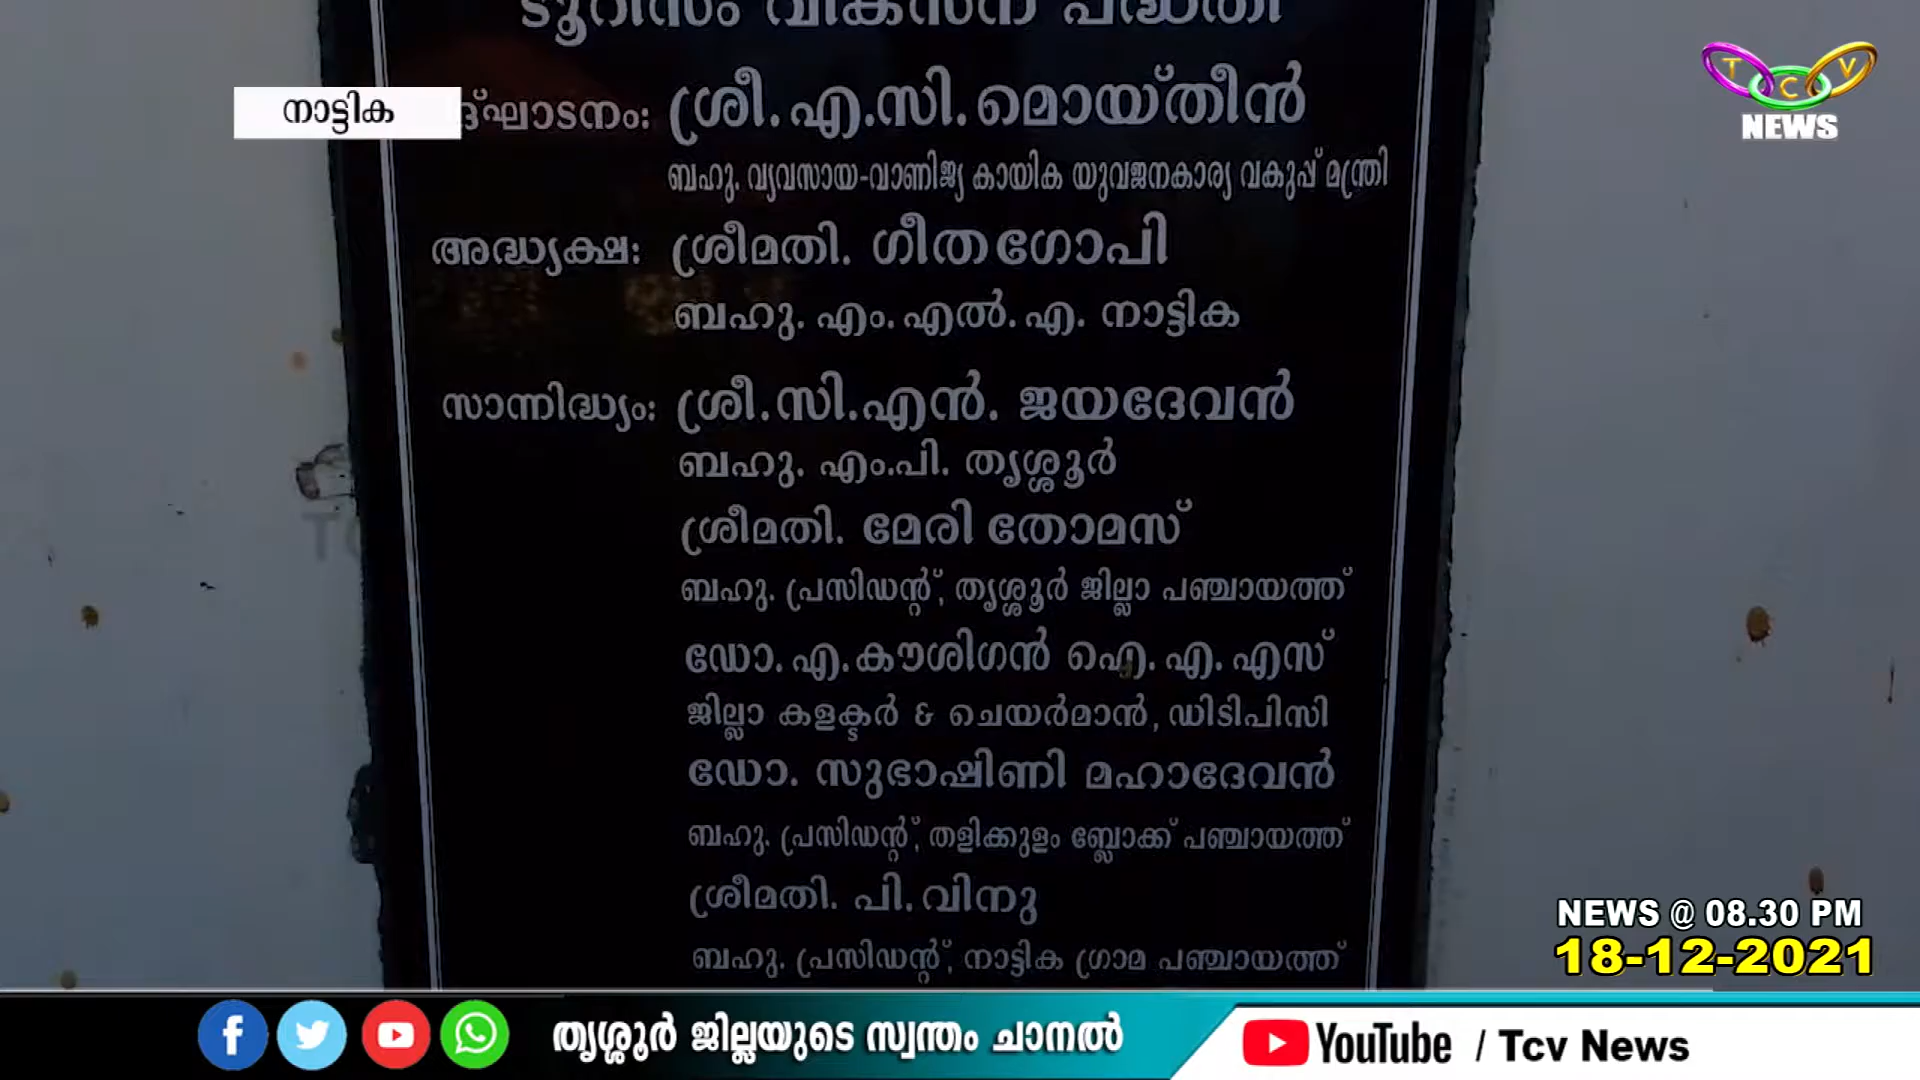 ടൂറിസം വികസന പദ്ധതി
നാട്ടിക
ദ്ഘാടനം: ശ്രീ.എ.സി.മൊയ്തീൻ
ബഹു. വ്യവസായ-വാണിജ്യ കായിക യുവജനകാര്യ വകുപ്പ് മന്ത്രി
അദ്ധ്യക്ഷ: ശ്രീമതി. ഗീതഗോപി
ബഹു. എം.എൽ.എ. നാട്ടിക
സാന്നിദ്ധ്യം: ശ്രീ.സി.എൻ. ജയദേവൻ
ബഹു. എം.പി. തൃശ്ശൂർ
ശ്രീമതി. മേരി തോമസ്
ബഹു. പ്രസിഡന്റ്, തൃശ്ശൂർ ജില്ലാ പഞ്ചായത്ത്
ഡോ.എ.കൗശിഗൻ ഐ.എ.എസ്
ജില്ലാ കളക്ടർ & ചെയർമാൻ, ഡിടിപിസി
ഡോ. സുഭാഷിണി മഹാദേവൻ
ബഹു. പ്രസിഡന്റ്, തളിക്കുളം ബ്ലോക്ക് പഞ്ചായത്ത്
ശ്രീമതി. പി.വിനു
ബഹു. പ്രസിഡന്റ്, നാട്ടിക ഗ്രാമ പഞ്ചായത്ത്
TCV
NEWS
NEWS @ 08.30 PM
18-12-2021
തൃശ്ശൂർ ജില്ലയുടെ സ്വന്തം ചാനൽ
YouTube / Tcv News